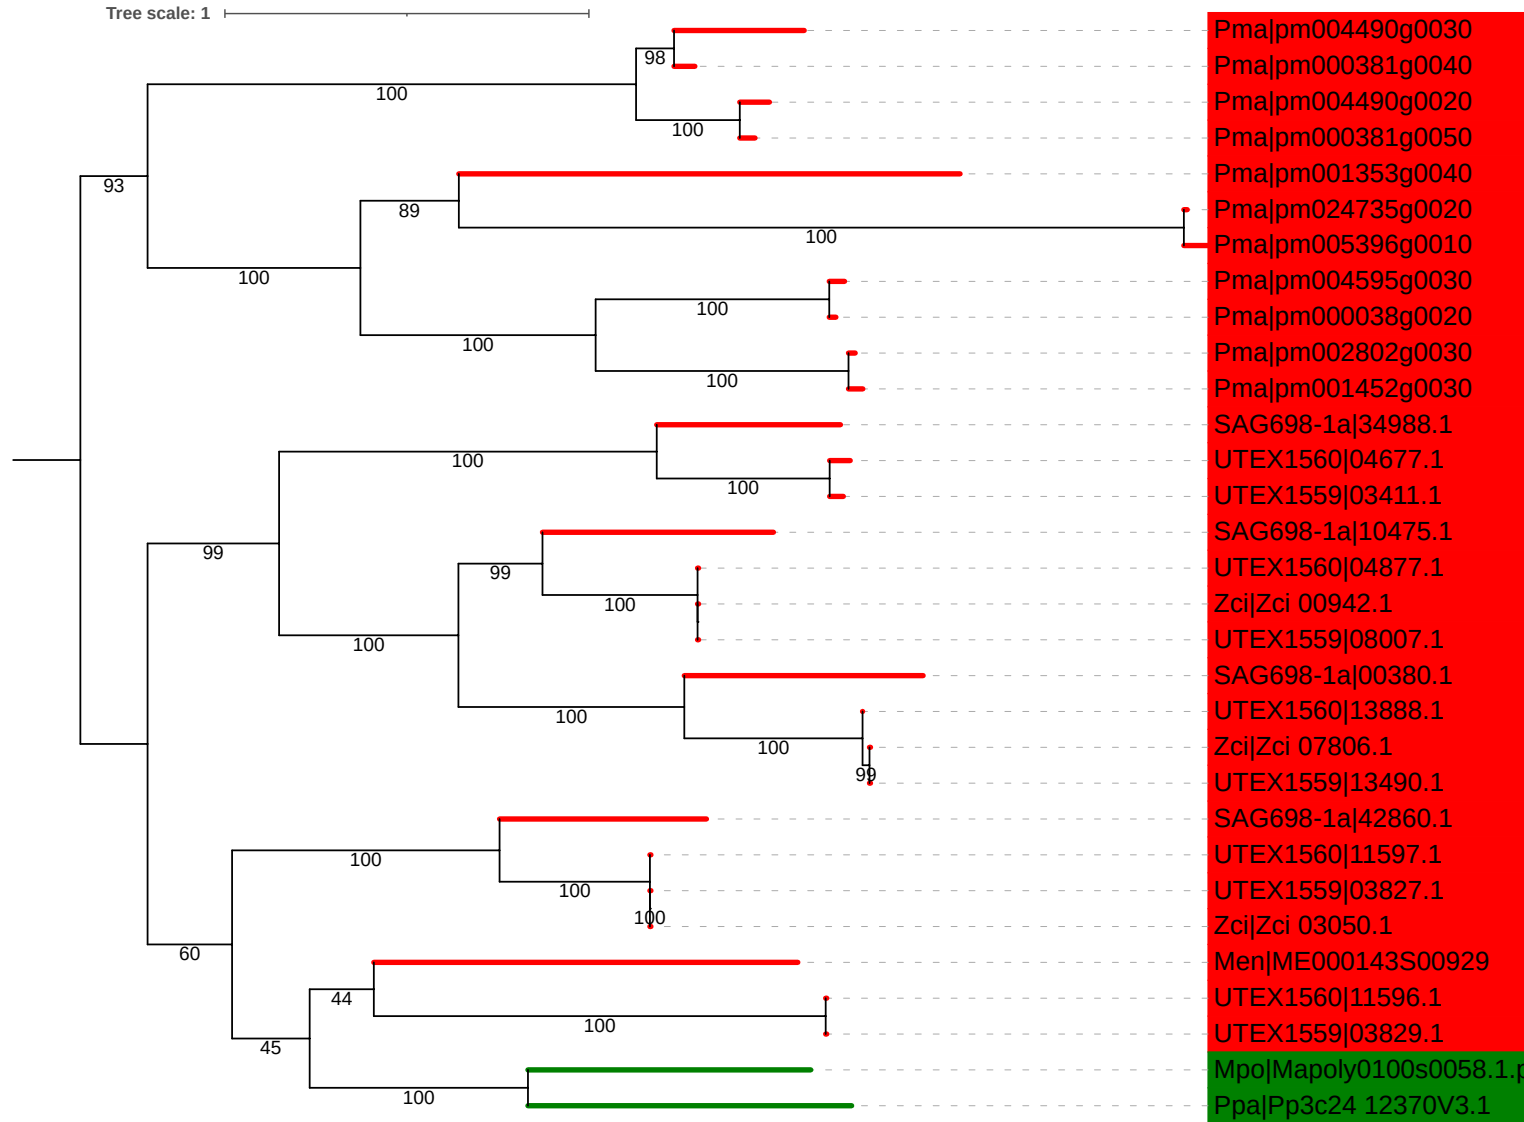 Tree scale: 1
Pma|pm004490g0030
98
Pma|pm000381g0040
100
Pma|pm004490g0020
100
Pma|pm000381g0050
Pma|pm001353g0040
93
89
Pma|pm024735g0020
100
Pma|pm005396g0010
100
Pma|pm004595g0030
100
Pma|pm000038g0020
100
Pma|pm002802g0030
100
Pma|pm001452g0030
SAG698-1a|34988.1
100
UTEX1560|04677.1
100
UTEX1559|03411.1
SAG698-1a|10475.1
99
99
UTEX1560|04877.1
100
Zci|Zci 00942.1
100
UTEX1559|08007.1
SAG698-1a|00380.1
100
UTEX1560|13888.1
100
Zci|Zci 07806.1
99
UTEX1559|13490.1
SAG698-1a|42860.1
100
UTEX1560|11597.1
100
UTEX1559|03827.1
100
Zci|Zci 03050.1
60
Men|ME000143S00929
44
UTEX1560|11596.1
100
UTEX1559|03829.1
45
Mpo|Mapoly0100s0058.1.p
100
Ppa|Pp3c24 12370V3.1